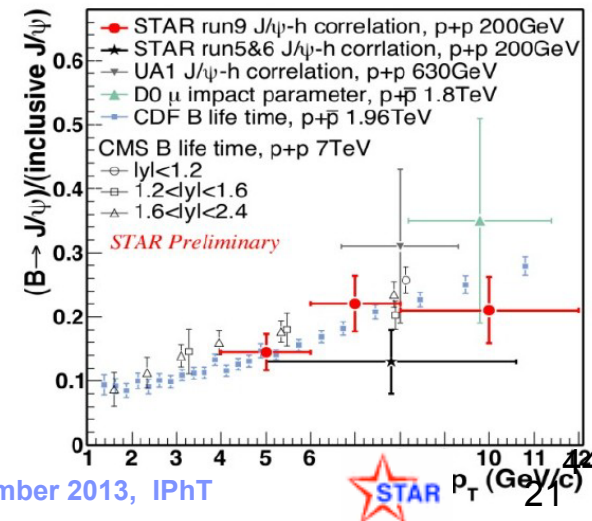 STAR run9 J/ψ-h correlation, p+p 200GeV
STAR run5&6 J/ψ-h corrlation, p+p 200GeV
UA1 J/ψ-h correlation, p+p 630GeV
D0 μ impact parameter, p+p̄ 1.8TeV
CDF B life time, p+p̄ 1.96TeV
CMS B life time, p+p 7TeV
|y|<1.2
1.2<|y|<1.6
1.6<|y|<2.4
STAR Preliminary
(B→ J/ψ)/(inclusive J/ψ)
0.6
0.5
0.4
0.3
0.2
0.1
0
1 2 3 4 5 6 10 11 12
p_T (GeV/c)
mber 2013, IPhT
STAR
21